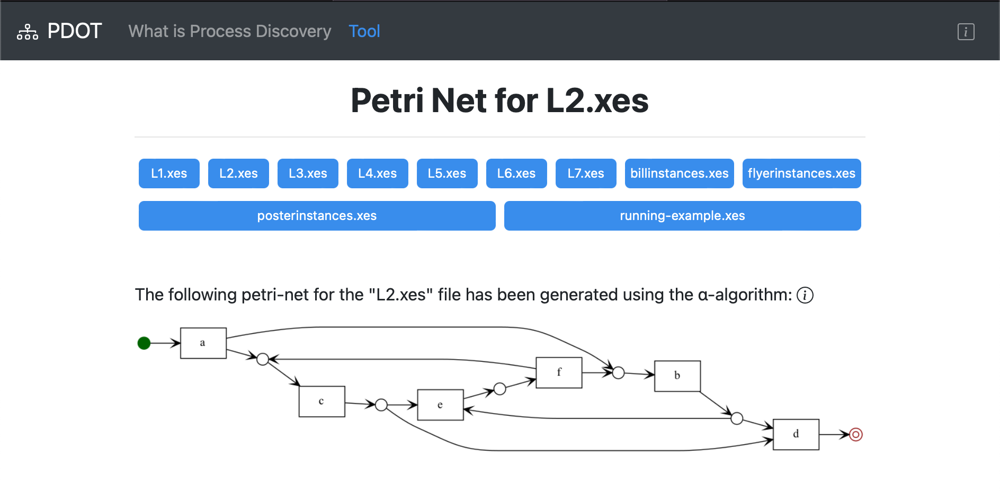 PDOT What is Process Discovery Tool i
Petri Net for L2.xes
L1.xes L2.xes L3.xes L4.xes L5.xes L6.xes L7.xes billinstances.xes flyerinstances.xes
posterinstances.xes running-example.xes
The following petri-net for the "L2.xes" file has been generated using the α-algorithm: i
a
f
b
c
e
d